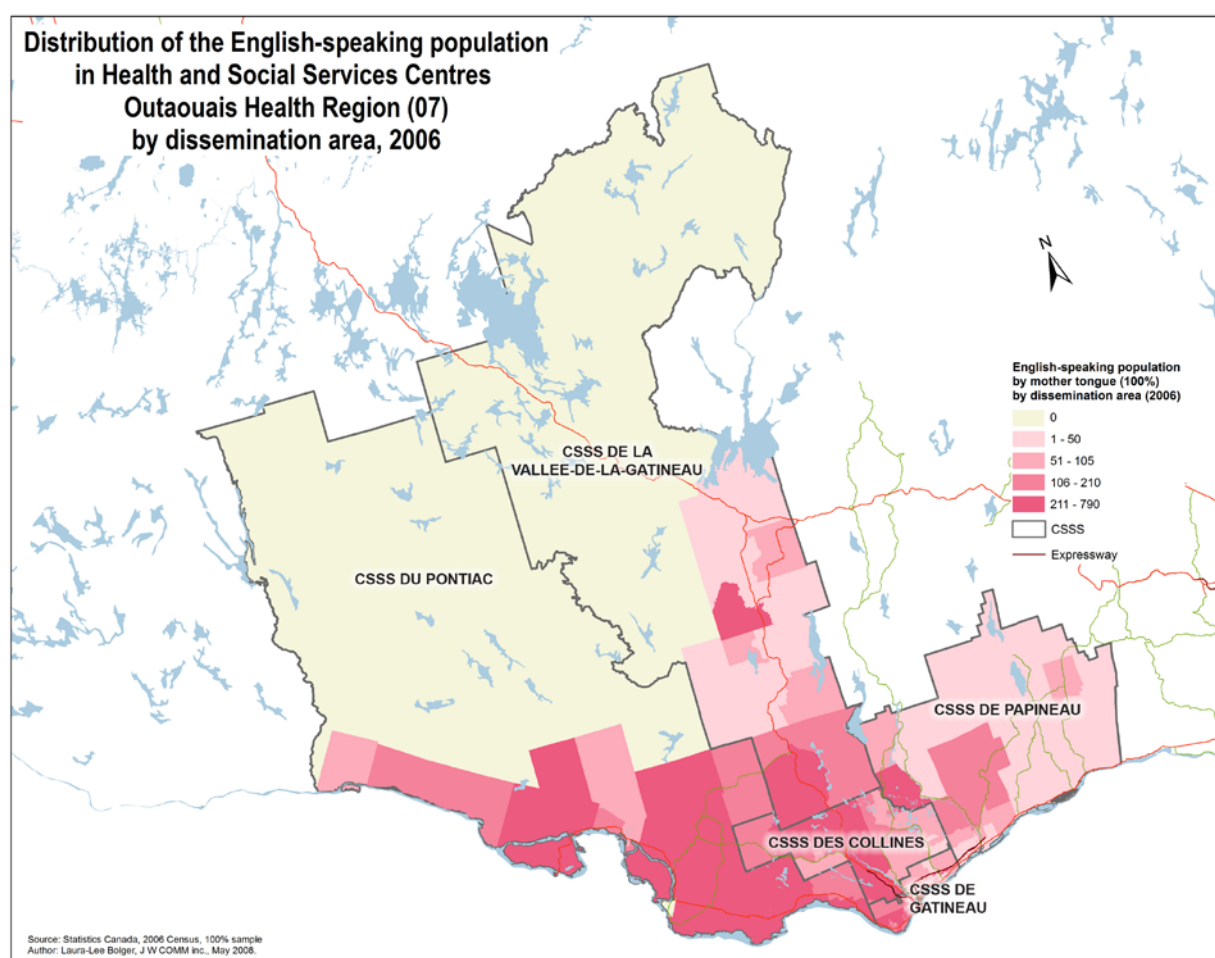 Distribution of the English-speaking population
in Health and Social Services Centres
Outaouais Health Region (07)
by dissemination area, 2006
N
English-speaking population
by mother tongue (100%)
by dissemination area (2006)
0
1 - 50
51 - 105
106 - 210
211 - 790
CSSS
Expressway
CSSS DE LA
VALLEE-DE-LA-GATINEAU
CSSS DU PONTIAC
CSSS DE PAPINEAU
CSSS DES COLLINES
CSSS DE
GATINEAU
Source: Statistics Canada, 2006 Census, 100% sample
Author: Laura-Lee Bolger, J W COMM inc., May 2008.